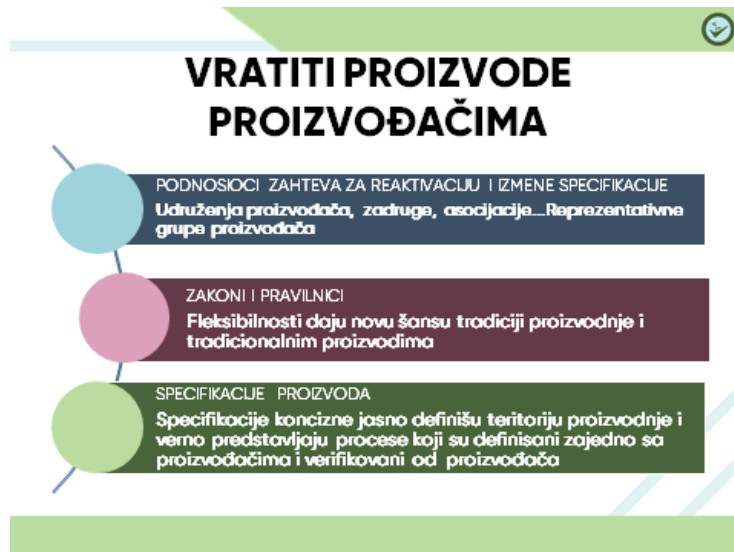 VRATITI PROIZVODE
PROIZVOĐAČIMA
PODNOSIOCI ZAHTEVA ZA REAKTIVACIJU I IZMENE SPECIFIKACIJE
Udruženja proizvođača, zadruge, asocijacije...Reprezentativne
grupe proizvođača
ZAKONI I PRAVILNICI
Fleksibilnosti daju novu šansu tradiciji proizvodnje i
tradicionalnim proizvodima
SPECIFIKACIJE PROIZVODA
Specifikacije koncizne jasno definišu teritoriju proizvodnje i
verno predstavljaju procese koji su definisani zajedno sa
proizvođačima i verifikovani od proizvođača